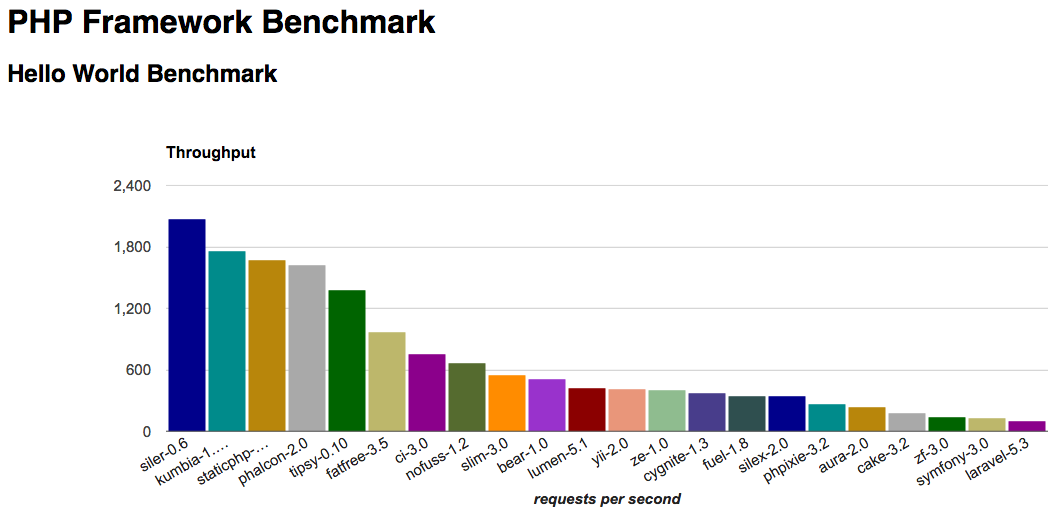 PHP Framework Benchmark
Hello World Benchmark
Throughput
2,400
1,800
1,200
600
0
siler-0.6
kumbia-1…
staticphp-…
phalcon-2.0
tipsy-0.10
fatfree-3.5
ci-3.0
nofuss-1.2
slim-3.0
bear-1.0
lumen-5.1
yii-2.0
ze-1.0
cygnite-1.3
fuel-1.8
silex-2.0
phpixie-3.2
aura-2.0
cake-3.2
zf-3.0
symfony-3.0
laravel-5.3
requests per second